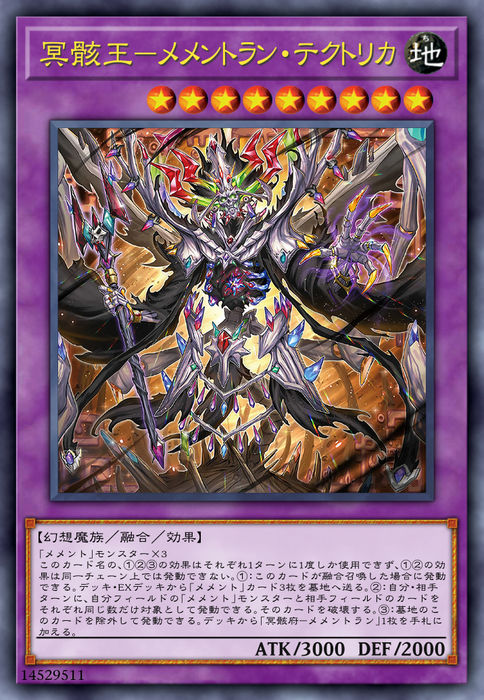 冥骸王－メメントラン・テクトリカ
ち
地
【幻想魔族／融合／効果】
「メメント」モンスター×3
このカード名の、①②③の効果はそれぞれ1ターンに1度しか使用できず、①②の効
果は同一チェーン上では発動できない。①：このカードが融合召喚した場合に発動
できる。デッキ・EXデッキから「メメント」カード3枚を墓地へ送る。②：自分・相手
ターンに、自分フィールドの「メメント」モンスターと相手フィールドのカードを
それぞれ同じ数だけ対象として発動できる。そのカードを破壊する。③：墓地のこ
のカードを除外して発動できる。デッキから「冥骸府－メメントラン」1枚を手札に
加える。
ATK/3000 DEF/2000
14529511